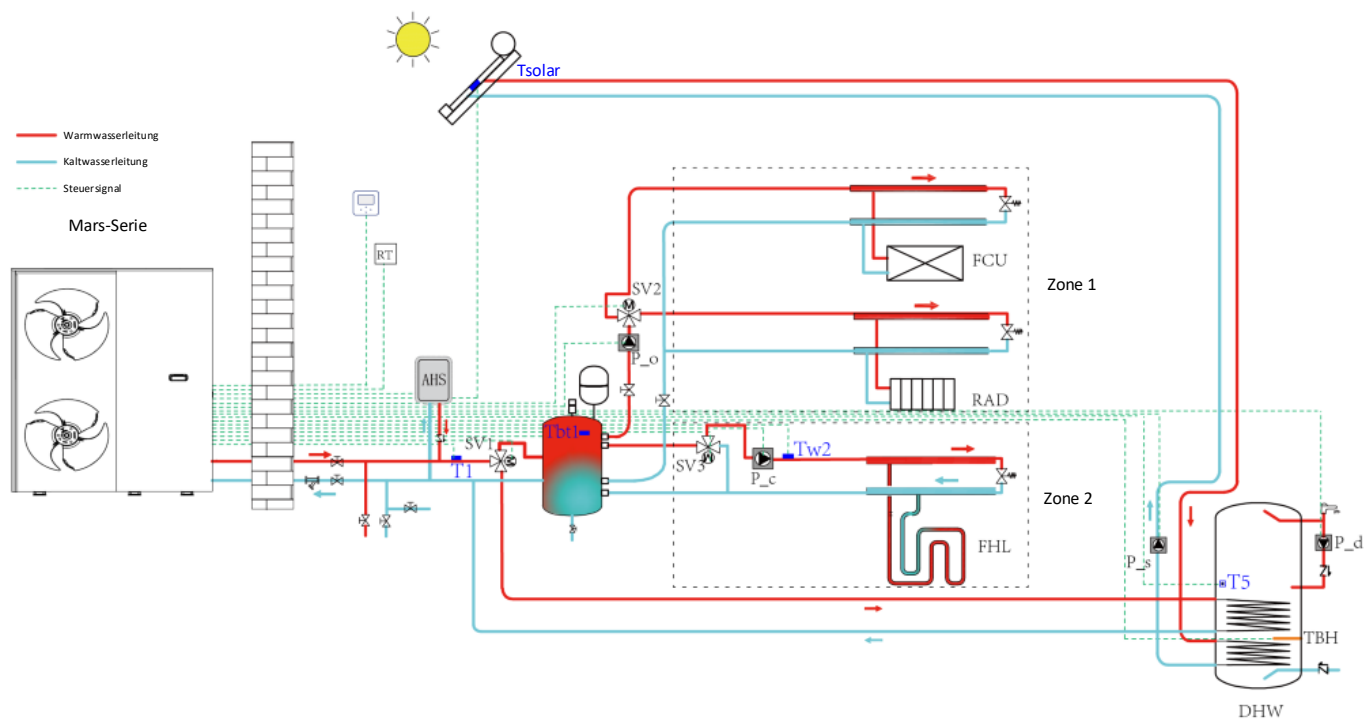 Tsolar
Warmwasserleitung
Kaltwasserleitung
Steuersignal
Mars-Serie
RT
FCU
Zone 1
SV2
M
P_o
RAD
AHS
Tbt1
SV1
M
T1
SV3
M
P_c
Tw2
Zone 2
FHL
P_s
P_d
T5
TBH
DHW